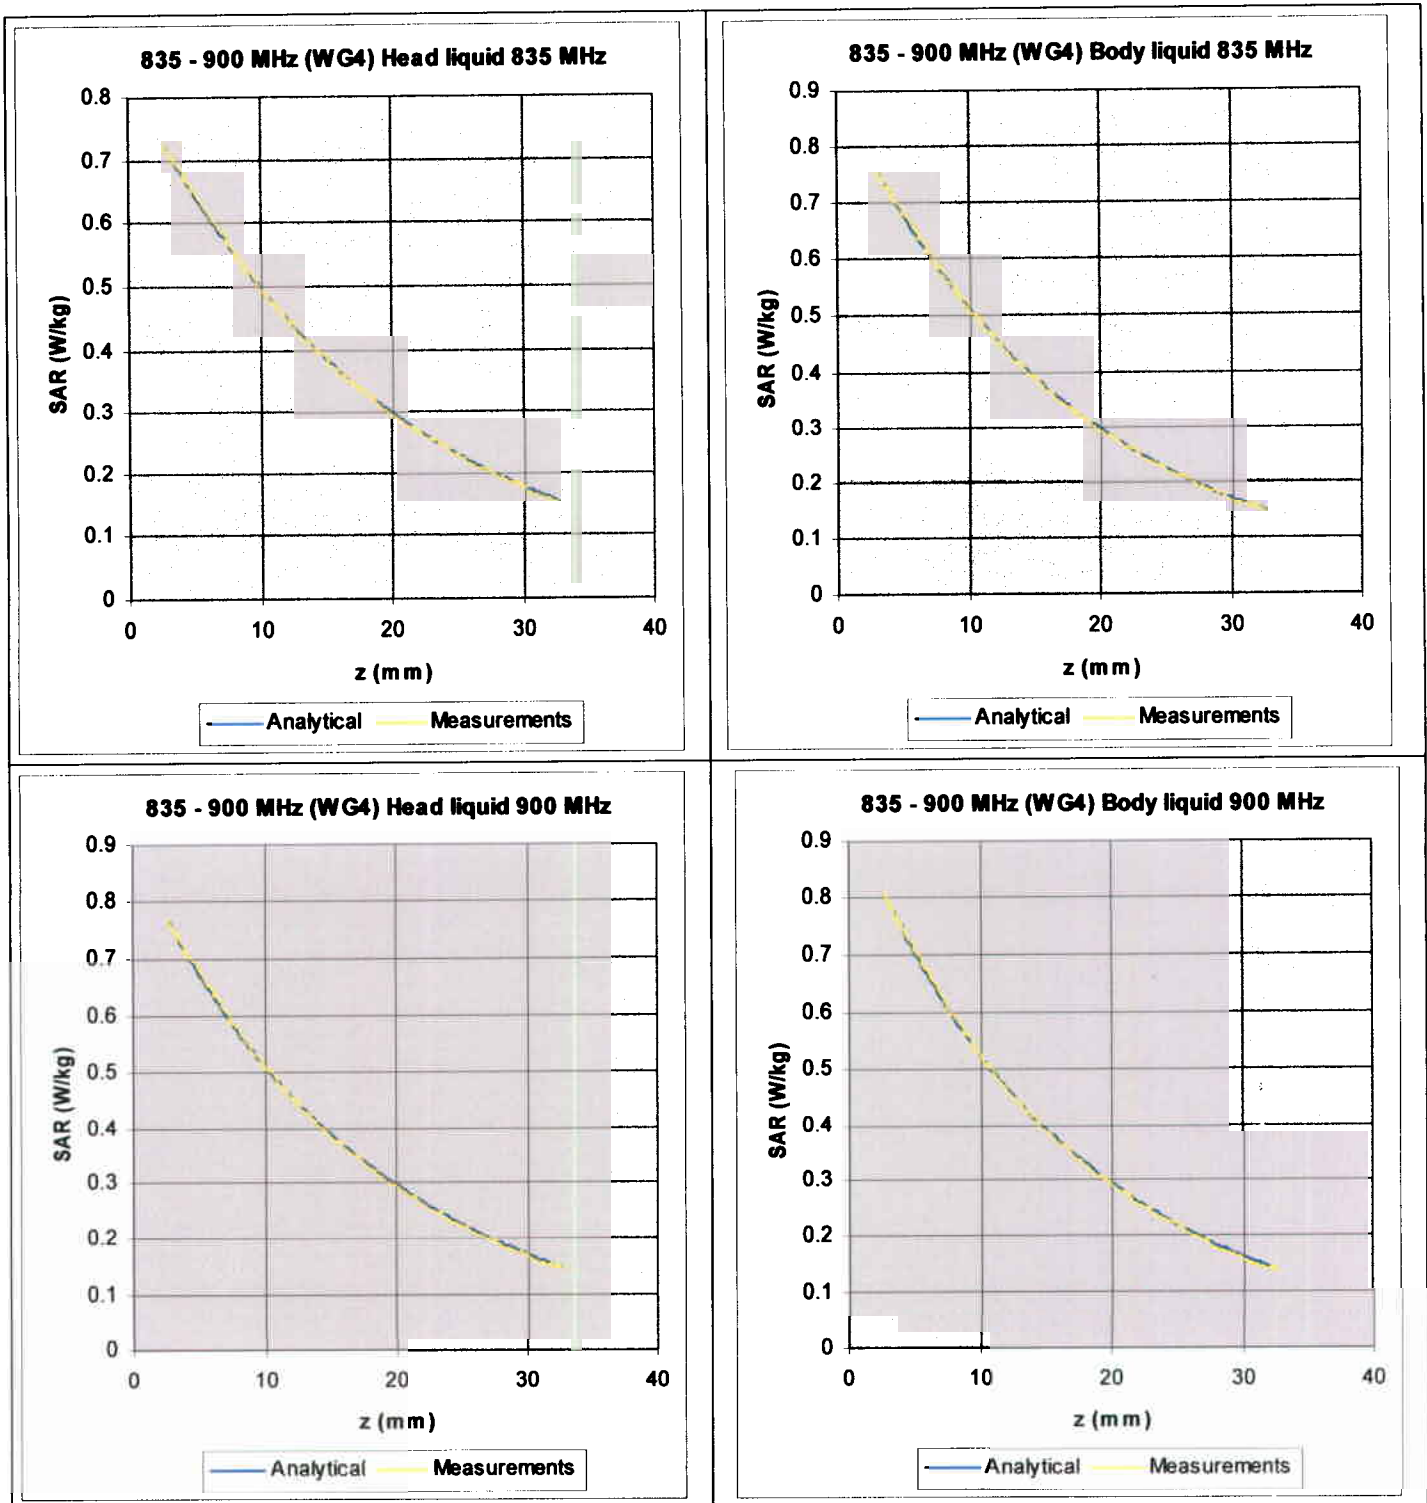 835 - 900 MHz (WG4) Head liquid 835 MHz
0.8
0.7
0.6
0.5
0.4
0.3
0.2
0.1
0
SAR (W/kg)
0 10 20 30 40
z (mm)
Analytical Measurements
835 - 900 MHz (WG4) Body liquid 835 MHz
0.9
0.8
0.7
0.6
0.5
0.4
0.3
0.2
0.1
0
SAR (W/kg)
0 10 20 30 40
z (mm)
Analytical Measurements
835 - 900 MHz (WG4) Head liquid 900 MHz
0.9
0.8
0.7
0.6
0.5
0.4
0.3
0.2
0.1
0
SAR (W/kg)
0 10 20 30 40
z (mm)
Analytical Measurements
835 - 900 MHz (WG4) Body liquid 900 MHz
0.9
0.8
0.7
0.6
0.5
0.4
0.3
0.2
0.1
0
SAR (W/kg)
0 10 20 30 40
z (mm)
Analytical Measurements